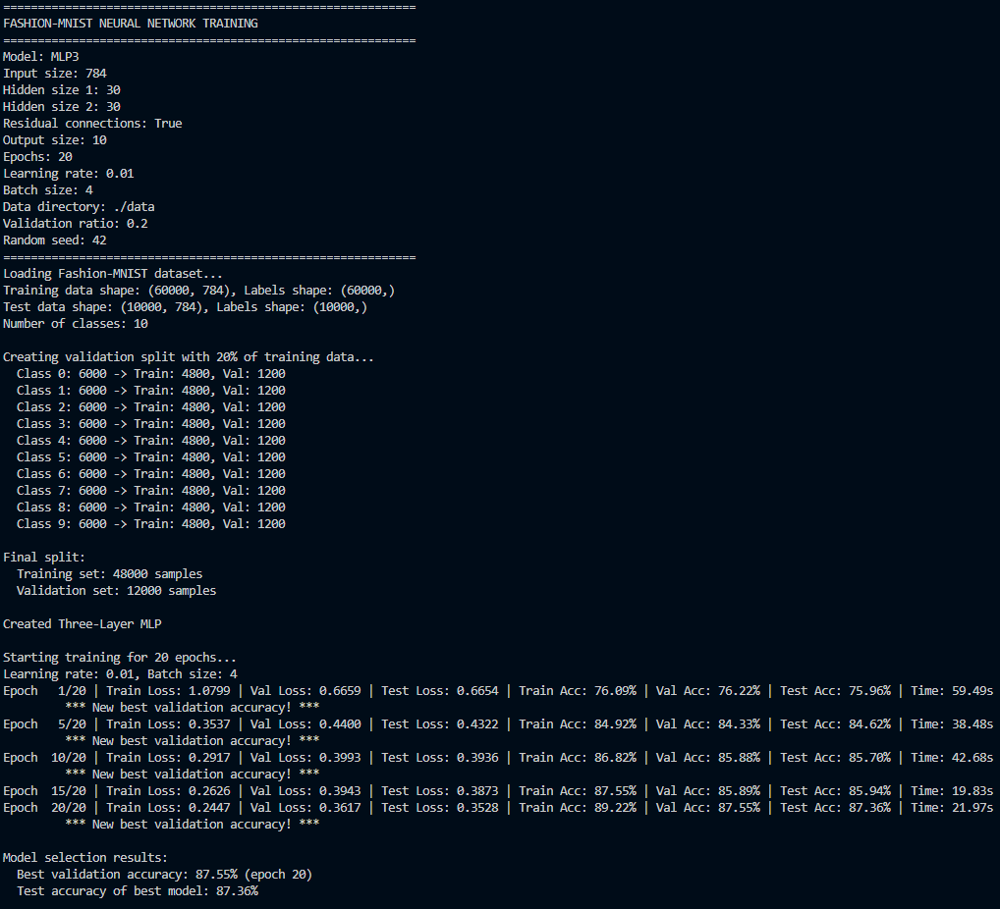 ============================================================
FASHION-MNIST NEURAL NETWORK TRAINING
============================================================
Model: MLP3
Input size: 784
Hidden size 1: 30
Hidden size 2: 30
Residual connections: True
Output size: 10
Epochs: 20
Learning rate: 0.01
Batch size: 4
Data directory: ./data
Validation ratio: 0.2
Random seed: 42
============================================================
Loading Fashion-MNIST dataset...
Training data shape: (60000, 784), Labels shape: (60000,)
Test data shape: (10000, 784), Labels shape: (10000,)
Number of classes: 10

Creating validation split with 20% of training data...
  Class 0: 6000 -> Train: 4800, Val: 1200
  Class 1: 6000 -> Train: 4800, Val: 1200
  Class 2: 6000 -> Train: 4800, Val: 1200
  Class 3: 6000 -> Train: 4800, Val: 1200
  Class 4: 6000 -> Train: 4800, Val: 1200
  Class 5: 6000 -> Train: 4800, Val: 1200
  Class 6: 6000 -> Train: 4800, Val: 1200
  Class 7: 6000 -> Train: 4800, Val: 1200
  Class 8: 6000 -> Train: 4800, Val: 1200
  Class 9: 6000 -> Train: 4800, Val: 1200

Final split:
  Training set: 48000 samples
  Validation set: 12000 samples

Created Three-Layer MLP

Starting training for 20 epochs...
Learning rate: 0.01, Batch size: 4
Epoch   1/20 | Train Loss: 1.0799 | Val Loss: 0.6659 | Test Loss: 0.6654 | Train Acc: 76.09% | Val Acc: 76.22% | Test Acc: 75.96% | Time: 59.49s
         *** New best validation accuracy! ***
Epoch   5/20 | Train Loss: 0.3537 | Val Loss: 0.4400 | Test Loss: 0.4322 | Train Acc: 84.92% | Val Acc: 84.33% | Test Acc: 84.62% | Time: 38.48s
         *** New best validation accuracy! ***
Epoch  10/20 | Train Loss: 0.2917 | Val Loss: 0.3993 | Test Loss: 0.3936 | Train Acc: 86.82% | Val Acc: 85.88% | Test Acc: 85.70% | Time: 42.68s
         *** New best validation accuracy! ***
Epoch  15/20 | Train Loss: 0.2626 | Val Loss: 0.3943 | Test Loss: 0.3873 | Train Acc: 87.55% | Val Acc: 85.89% | Test Acc: 85.94% | Time: 19.83s
Epoch  20/20 | Train Loss: 0.2447 | Val Loss: 0.3617 | Test Loss: 0.3528 | Train Acc: 89.22% | Val Acc: 87.55% | Test Acc: 87.36% | Time: 21.97s
         *** New best validation accuracy! ***

Model selection results:
  Best validation accuracy: 87.55% (epoch 20)
  Test accuracy of best model: 87.36%